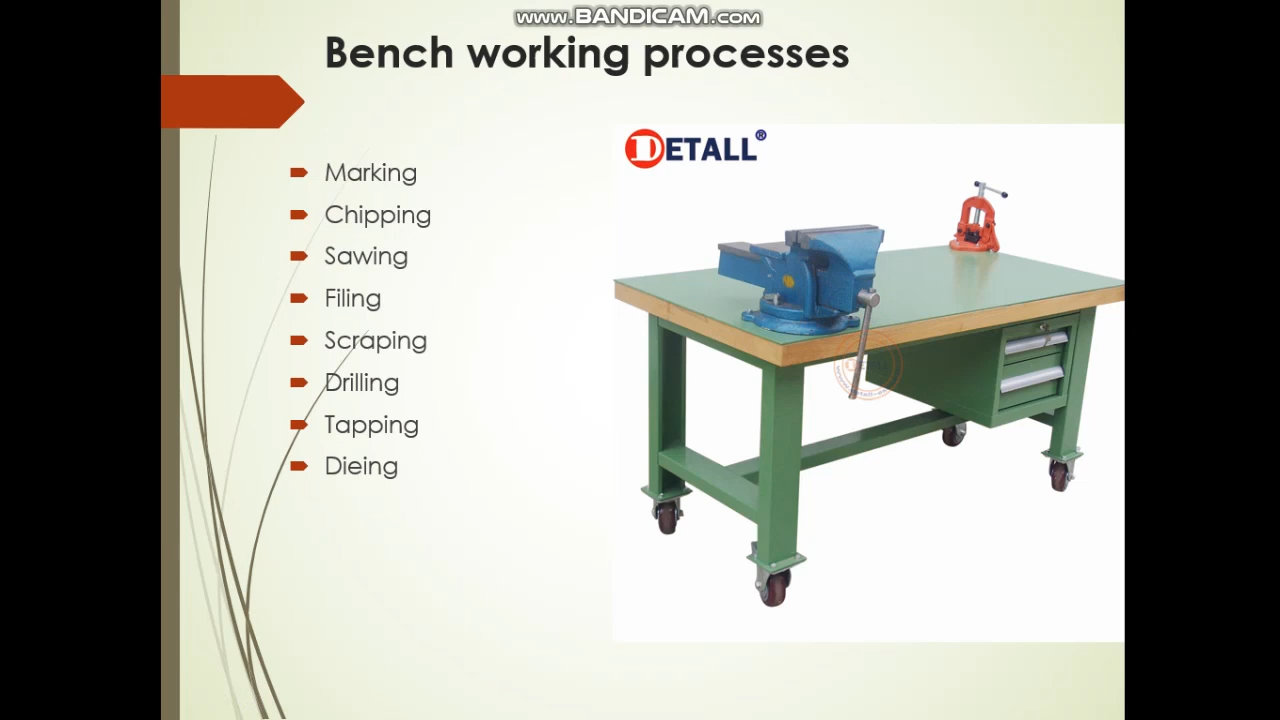 www.BANDICAM.com
Bench working processes
DETALL®
Marking
Chipping
Sawing
Filing
Scraping
Drilling
Tapping
Dieing